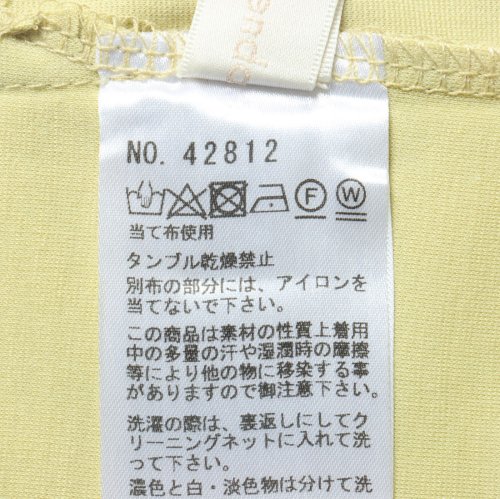 endo
NO. 42812
F W
当て布使用
タンブル乾燥禁止
別布の部分には、アイロンを
当てないで下さい。
この商品は素材の性質上着用
中の多量の汗や湿潤時の摩擦
等により他の物に移染する事
がありますので御注意下さい。
洗濯の際は、裏返しにしてク
リーニングネットに入れて洗
って下さい。
濃色と白・淡色物は分けて洗